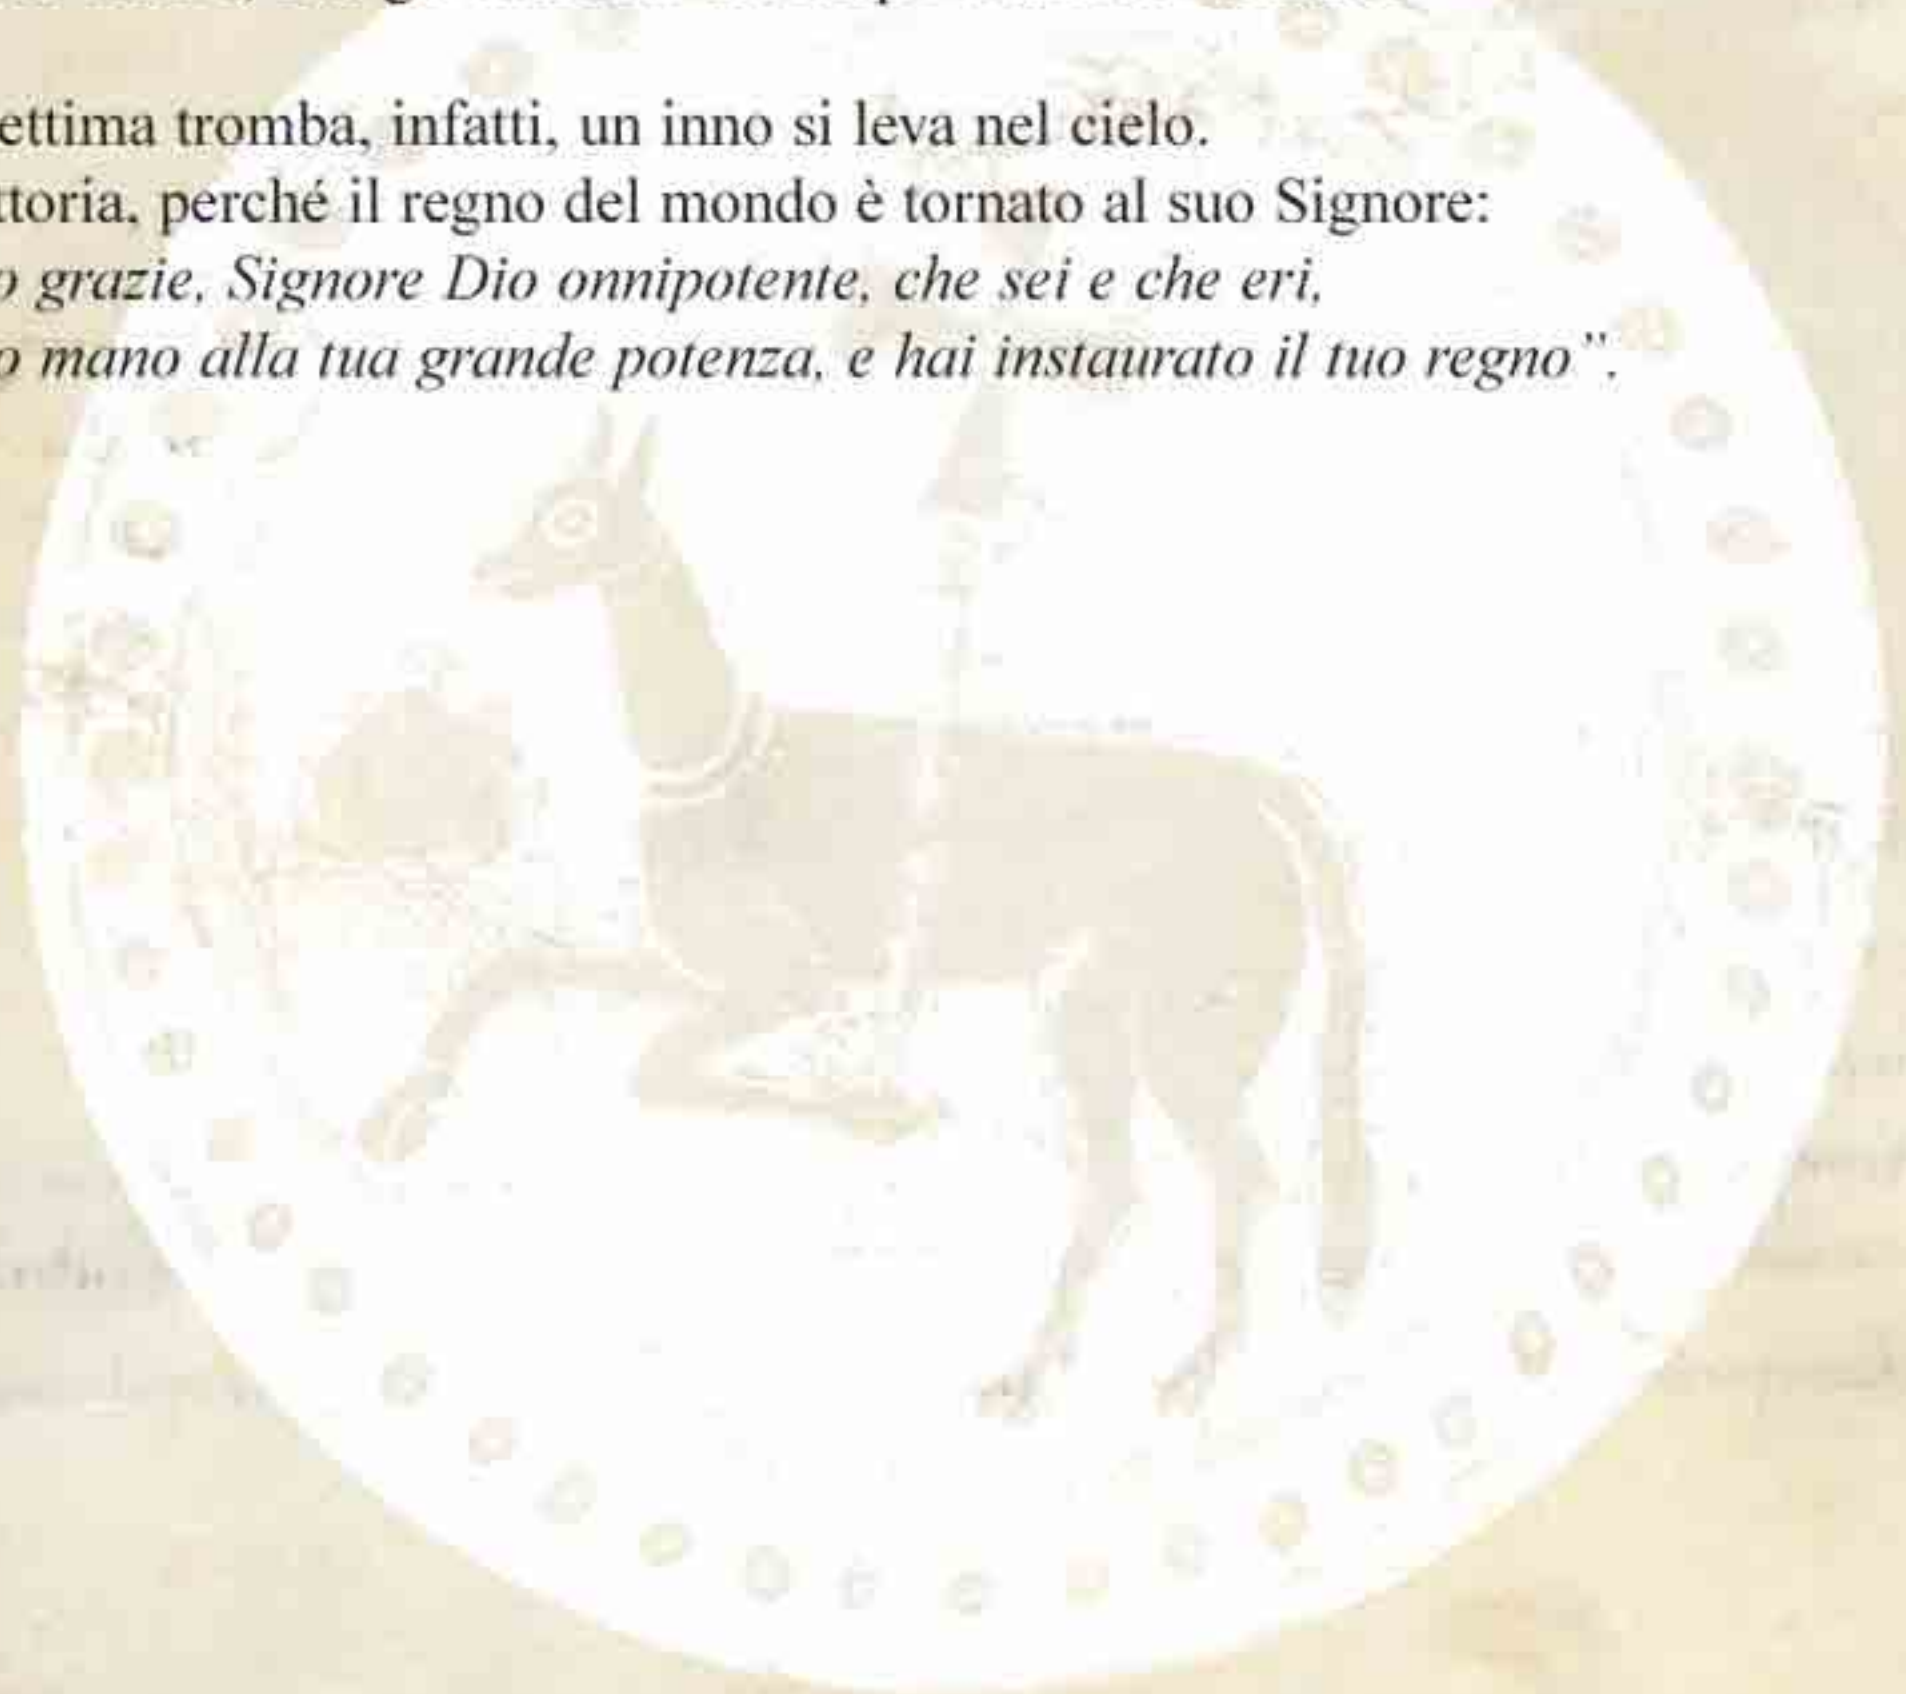 ettima tromba, infatti, un inno si leva nel cielo.
ttoria, perché il regno del mondo è tornato al suo Signore:
o grazie, Signore Dio onnipotente, che sei e che eri,
o mano alla tua grande potenza, e hai instaurato il tuo regno”.